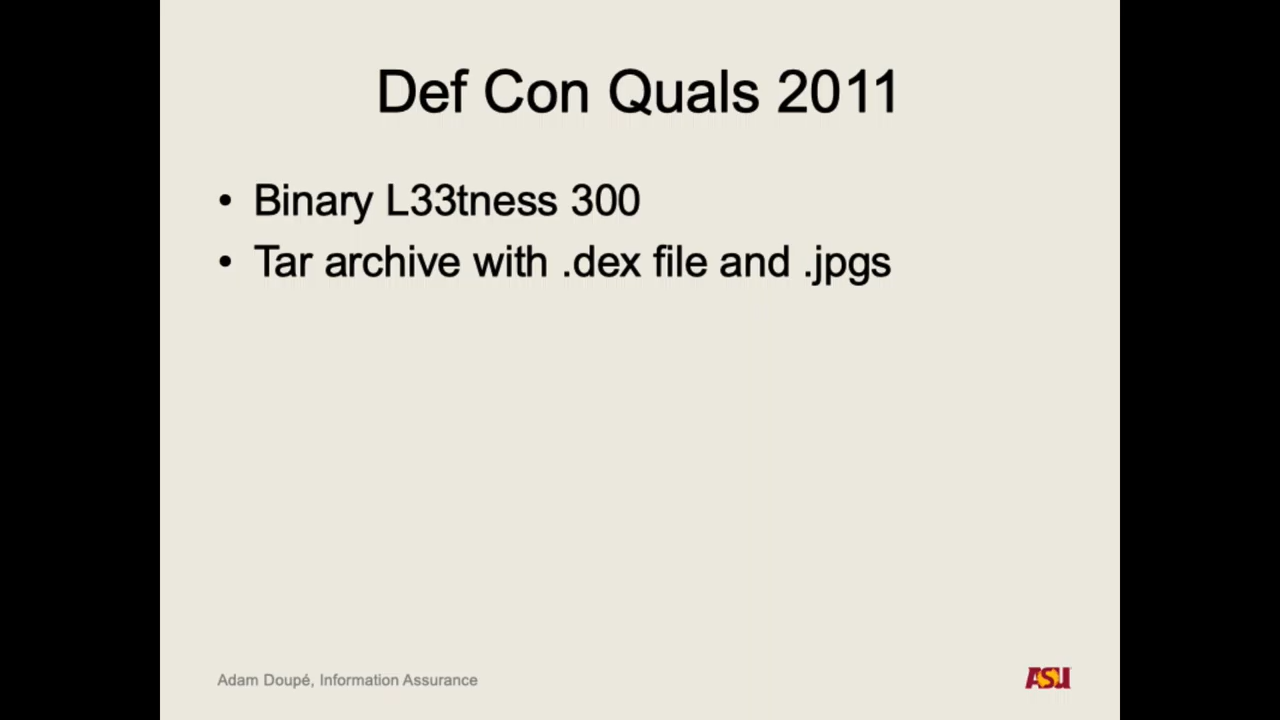 Def Con Quals 2011
• Binary L33tness 300
• Tar archive with .dex file and .jpgs
Adam Doupé, Information Assurance
ASU